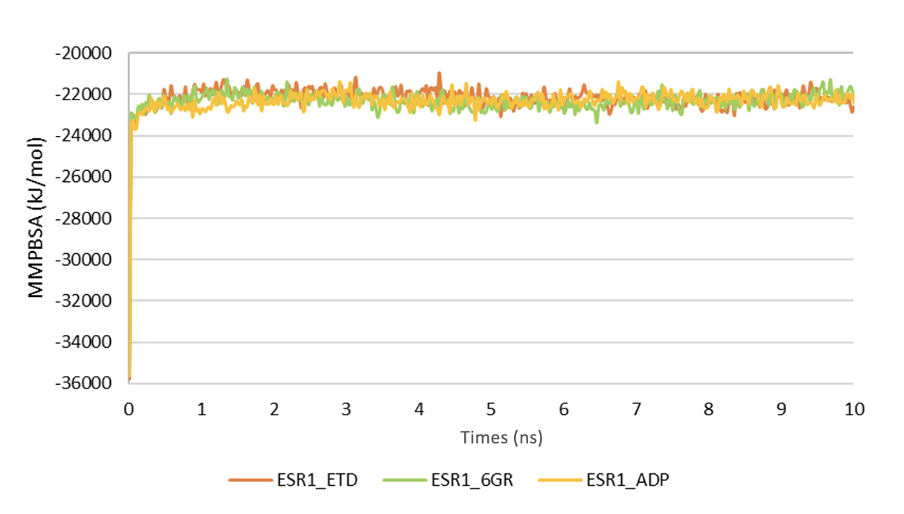 MMPBSA (kJ/mol)
-20000
-22000
-24000
-26000
-28000
-30000
-32000
-34000
-36000
0 1 2 3 4 5 6 7 8 9 10
Times (ns)
ESR1_ETD ESR1_6GR ESR1_ADP